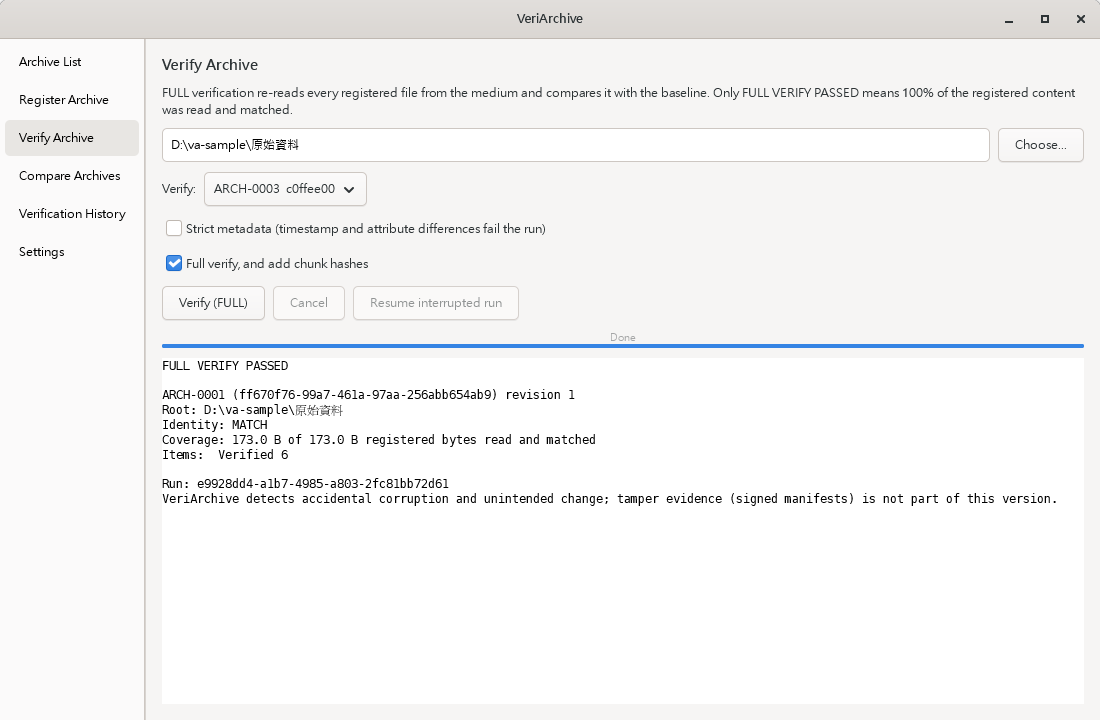 VeriArchive
Archive List
Register Archive
Verify Archive
Compare Archives
Verification History
Settings
Verify Archive
FULL verification re-reads every registered file from the medium and compares it with the baseline. Only FULL VERIFY PASSED means 100% of the registered content
was read and matched.
D:\va-sample\原始資料
Choose...
Verify:
ARCH-0003 c0ffee00
Strict metadata (timestamp and attribute differences fail the run)
Full verify, and add chunk hashes
Verify (FULL)
Cancel
Resume interrupted run
Done
FULL VERIFY PASSED
ARCH-0001 (ff670f76-99a7-461a-97aa-256abb654ab9) revision 1
Root: D:\va-sample\原始資料
Identity: MATCH
Coverage: 173.0 B of 173.0 B registered bytes read and matched
Items:  Verified 6
Run: e9928dd4-a1b7-4985-a803-2fc81bb72d61
VeriArchive detects accidental corruption and unintended change; tamper evidence (signed manifests) is not part of this version.